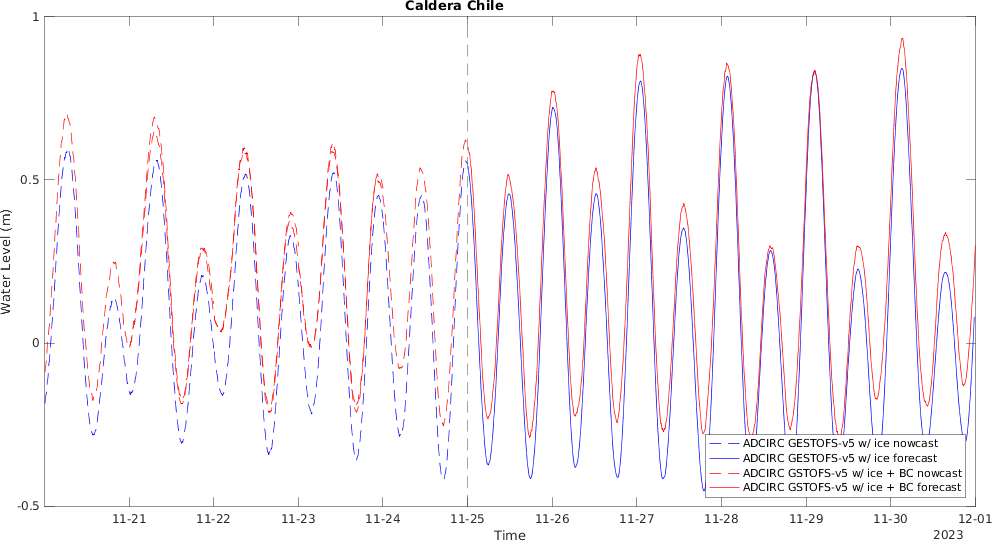 Caldera Chile
1
0.5
0
-0.5
Water Level (m)
ADCIRC GESTOFS-v5 w/ ice nowcast
ADCIRC GESTOFS-v5 w/ ice forecast
ADCIRC GSTOFS-v5 w/ ice + BC nowcast
ADCIRC GSTOFS-v5 w/ ice + BC forecast
11-21 11-22 11-23 11-24 11-25 11-26 11-27 11-28 11-29 11-30 12-01
Time
2023